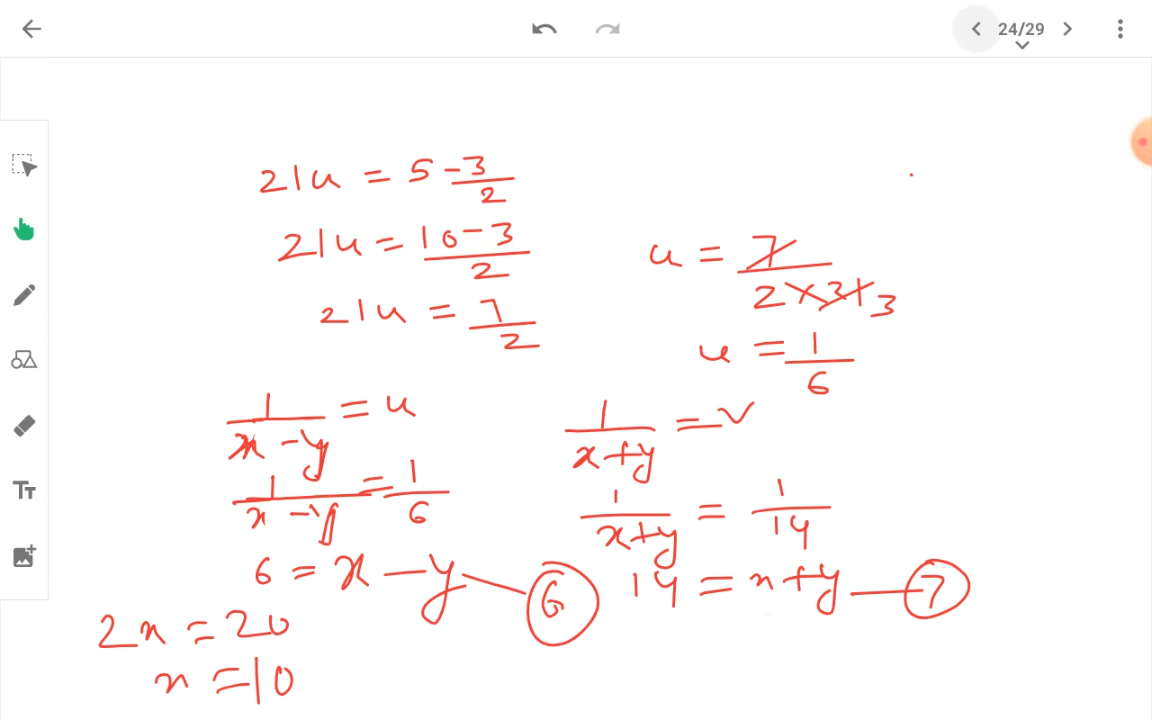 24/29
21u = 5 - 3/2
21u = 10-3/2
21u = 7/2
u = 7/2×3×3
u = 1/6
1/x-y = u
1/x-y = 1/6
6 = x - y — 6
1/x+y = v
1/x+y = 1/14
14 = x+y — 7
2x = 20
x = 10
Tт